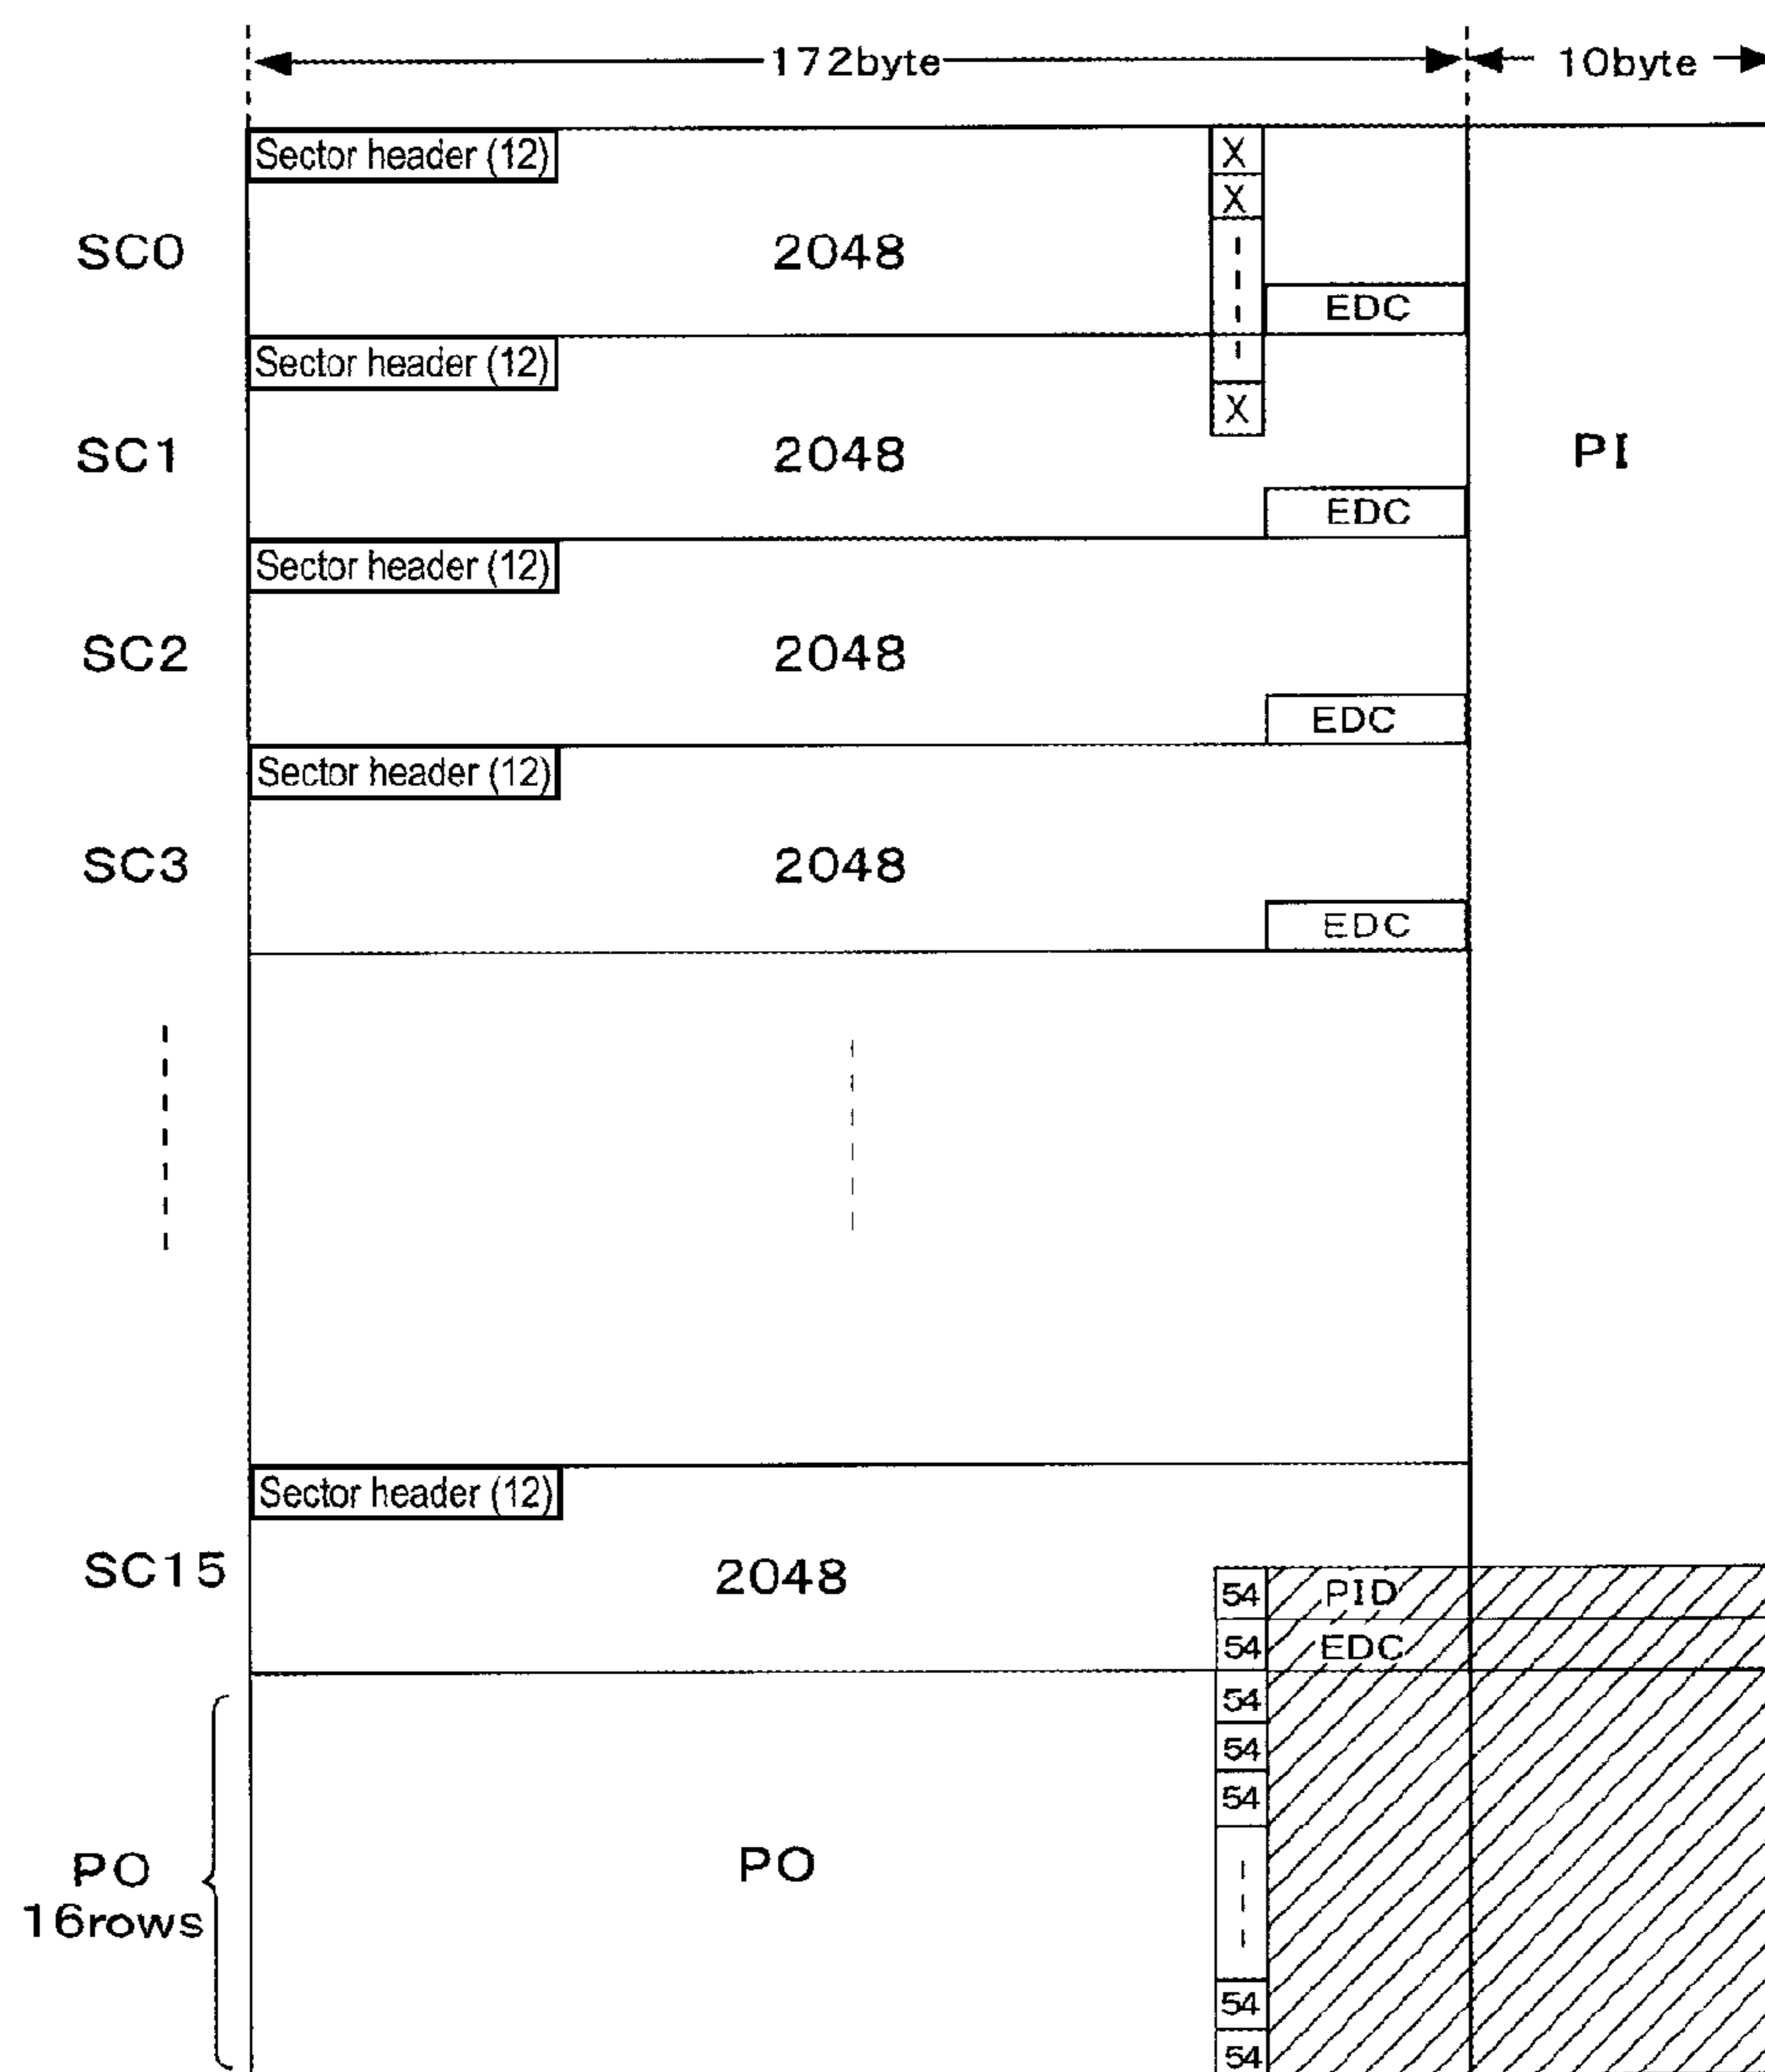 172byte 10byte
Sector header (12) X
X
SC0 2048
EDC
Sector header (12)
X
SC1 2048 PI
EDC
Sector header (12)
SC2 2048
EDC
Sector header (12)
SC3 2048
EDC
Sector header (12)
SC15 2048
54 PID
54 EDC
54
54
54
PO 16rows PO
54
54